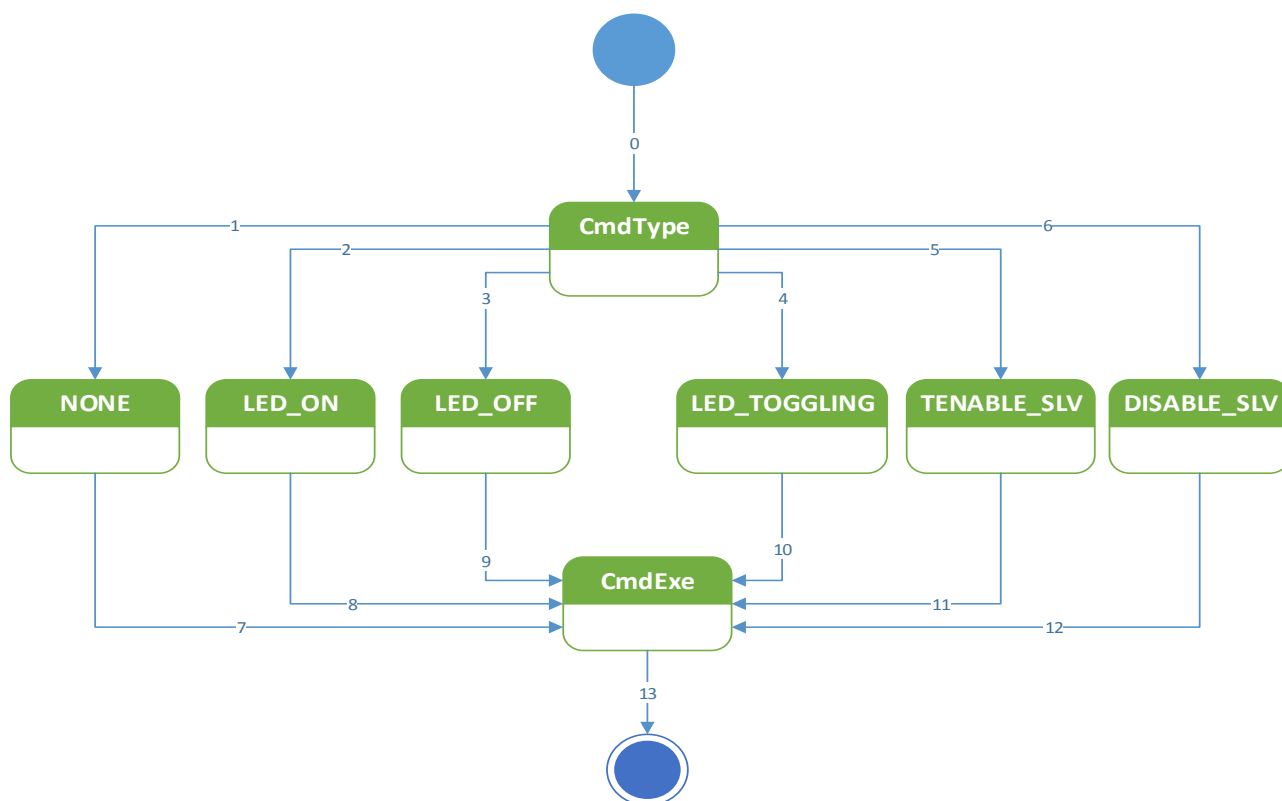 0
CmdType
1
6
2
5
3
4
NONE
LED_ON
LED_OFF
LED_TOGGLING
TENABLE_SLV
DISABLE_SLV
9
10
CmdExe
8
11
7
12
13